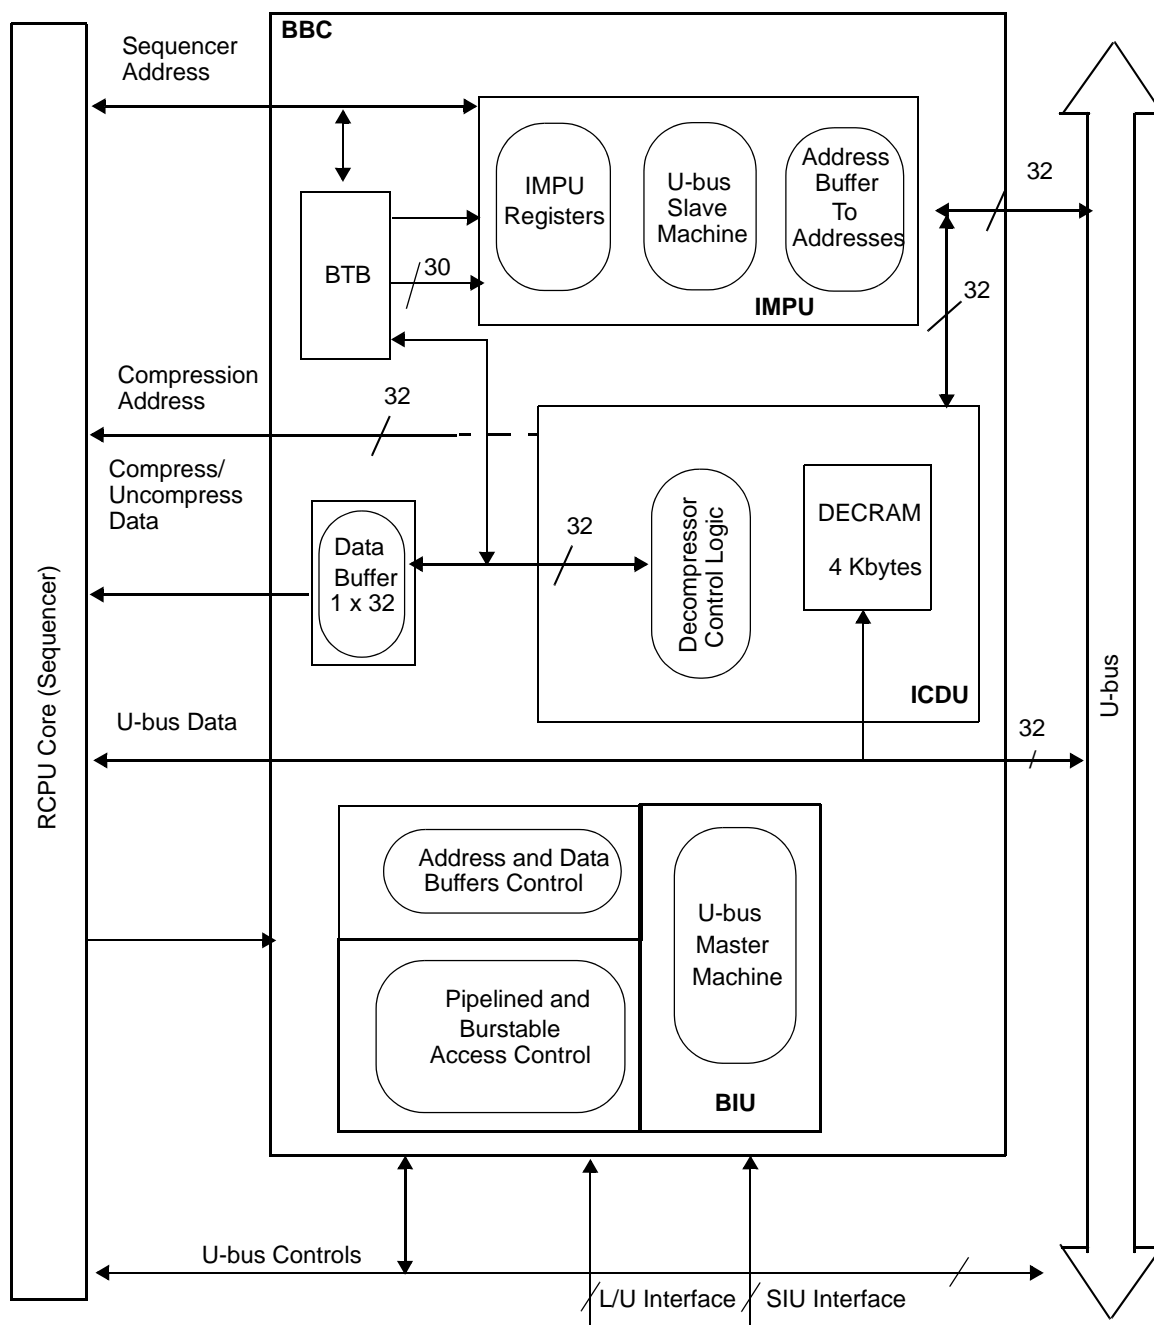 BBC
Sequencer
Address
IMPU
Registers
U-bus
Slave
Machine
Address
Buffer
To
Addresses
IMPU
32
32
BTB
30
Compression
Address
32
Compress/
Uncompress
Data
Data
Buffer
1 x 32
32
Decompressor
Control Logic
DECRAM
4 Kbytes
ICDU
U-bus Data
32
RCPU Core (Sequencer)
U-bus
Address and Data
Buffers Control
Pipelined and
Burstable
Access Control
U-bus
Master
Machine
BIU
U-bus Controls
L/U Interface
SIU Interface